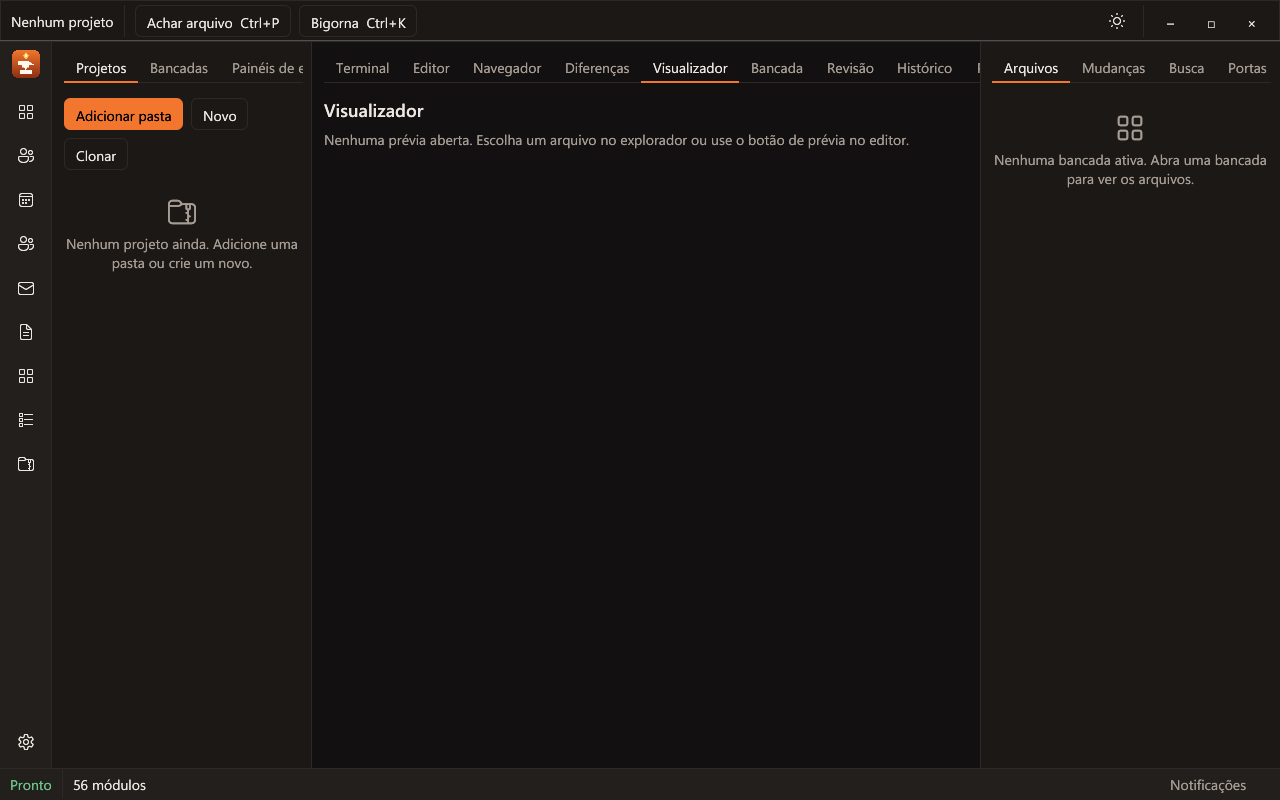 Nenhum projeto
Achar arquivo Ctrl+P
Bigorna Ctrl+K
Projetos
Bancadas
Painéis de e
Adicionar pasta
Novo
Clonar
Nenhum projeto ainda. Adicione uma
pasta ou crie um novo.
Terminal
Editor
Navegador
Diferenças
Visualizador
Bancada
Revisão
Histórico
Visualizador
Nenhuma prévia aberta. Escolha um arquivo no explorador ou use o botão de prévia no editor.
Arquivos
Mudanças
Busca
Portas
Nenhuma bancada ativa. Abra uma bancada
para ver os arquivos.
Pronto
56 módulos
Notificações